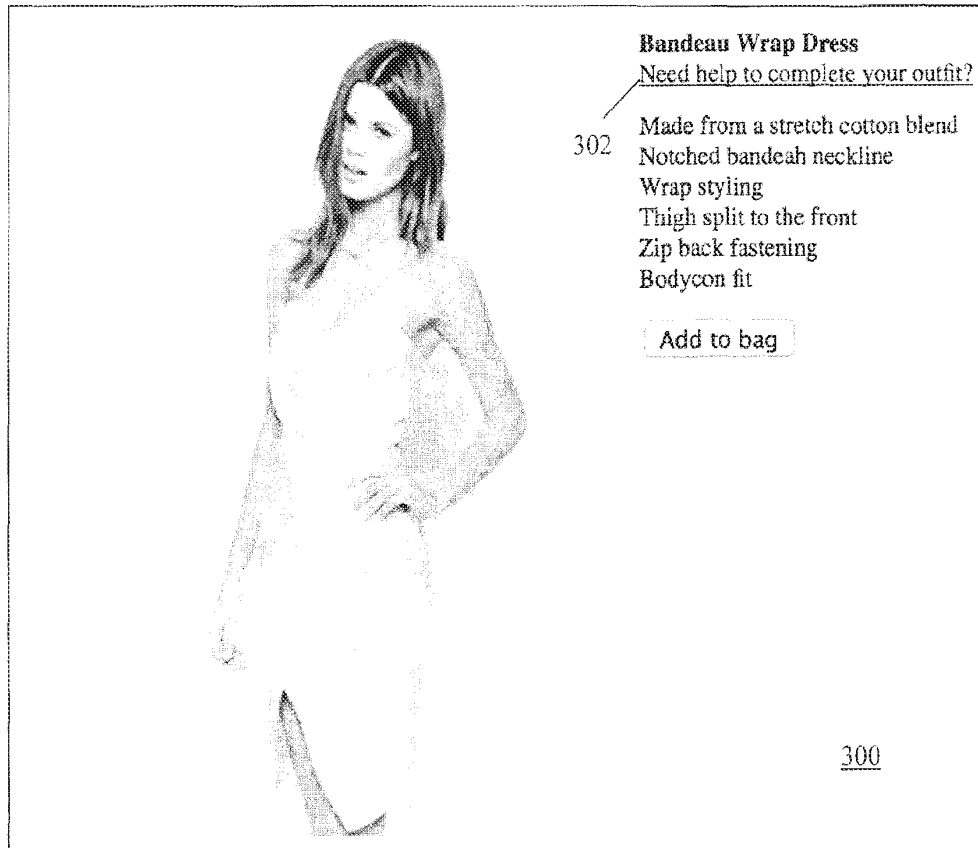 Bandeau Wrap Dress
Need help to complete your outfit?
302
Made from a stretch cotton blend
Notched bandeah neckline
Wrap styling
Thigh split to the front
Zip back fastening
Bodycon fit
Add to bag
300